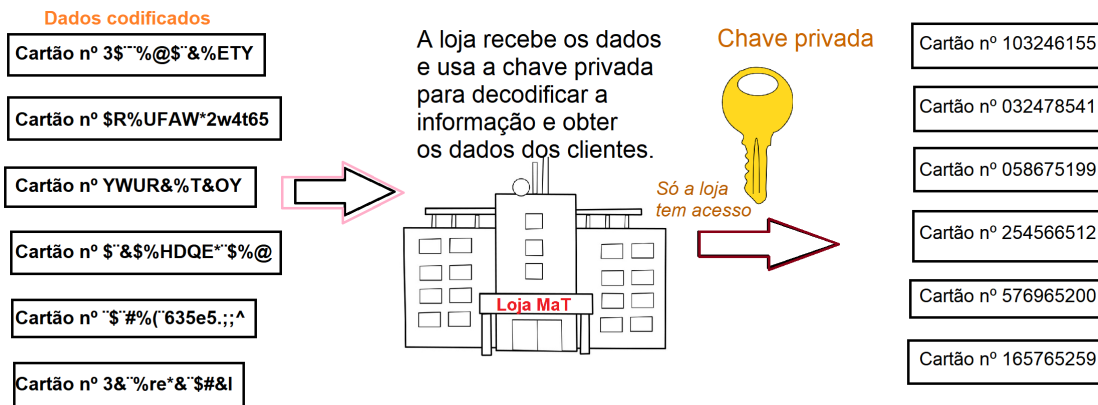 Dados codificados
Cartão nº 3$¨¨%@$¨&%ETY
Cartão nº $R%UFAW*2w4t65
Cartão nº YWUR&%T&OY
Cartão nº $¨&$%HDQE*¨$%@
Cartão nº ¨$¨#%(¨635e5.;;^
Cartão nº 3&¨%re*&¨$#&I
A loja recebe os dados
e usa a chave privada
para decodificar a
informação e obter
os dados dos clientes.
Loja MaT
Chave privada
Só a loja
tem acesso
Cartão nº 103246155
Cartão nº 032478541
Cartão nº 058675199
Cartão nº 254566512
Cartão nº 576965200
Cartão nº 165765259